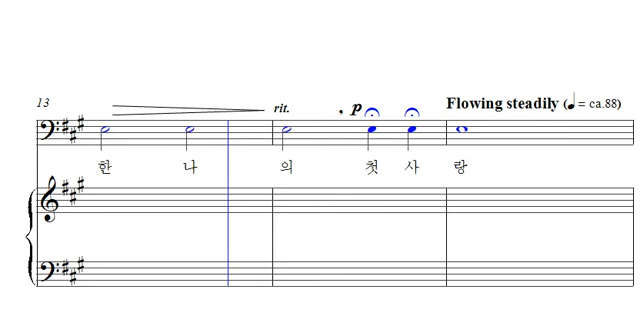 13
rit.
p
Flowing steadily (♩= ca.88)
한 나 의 첫 사 랑